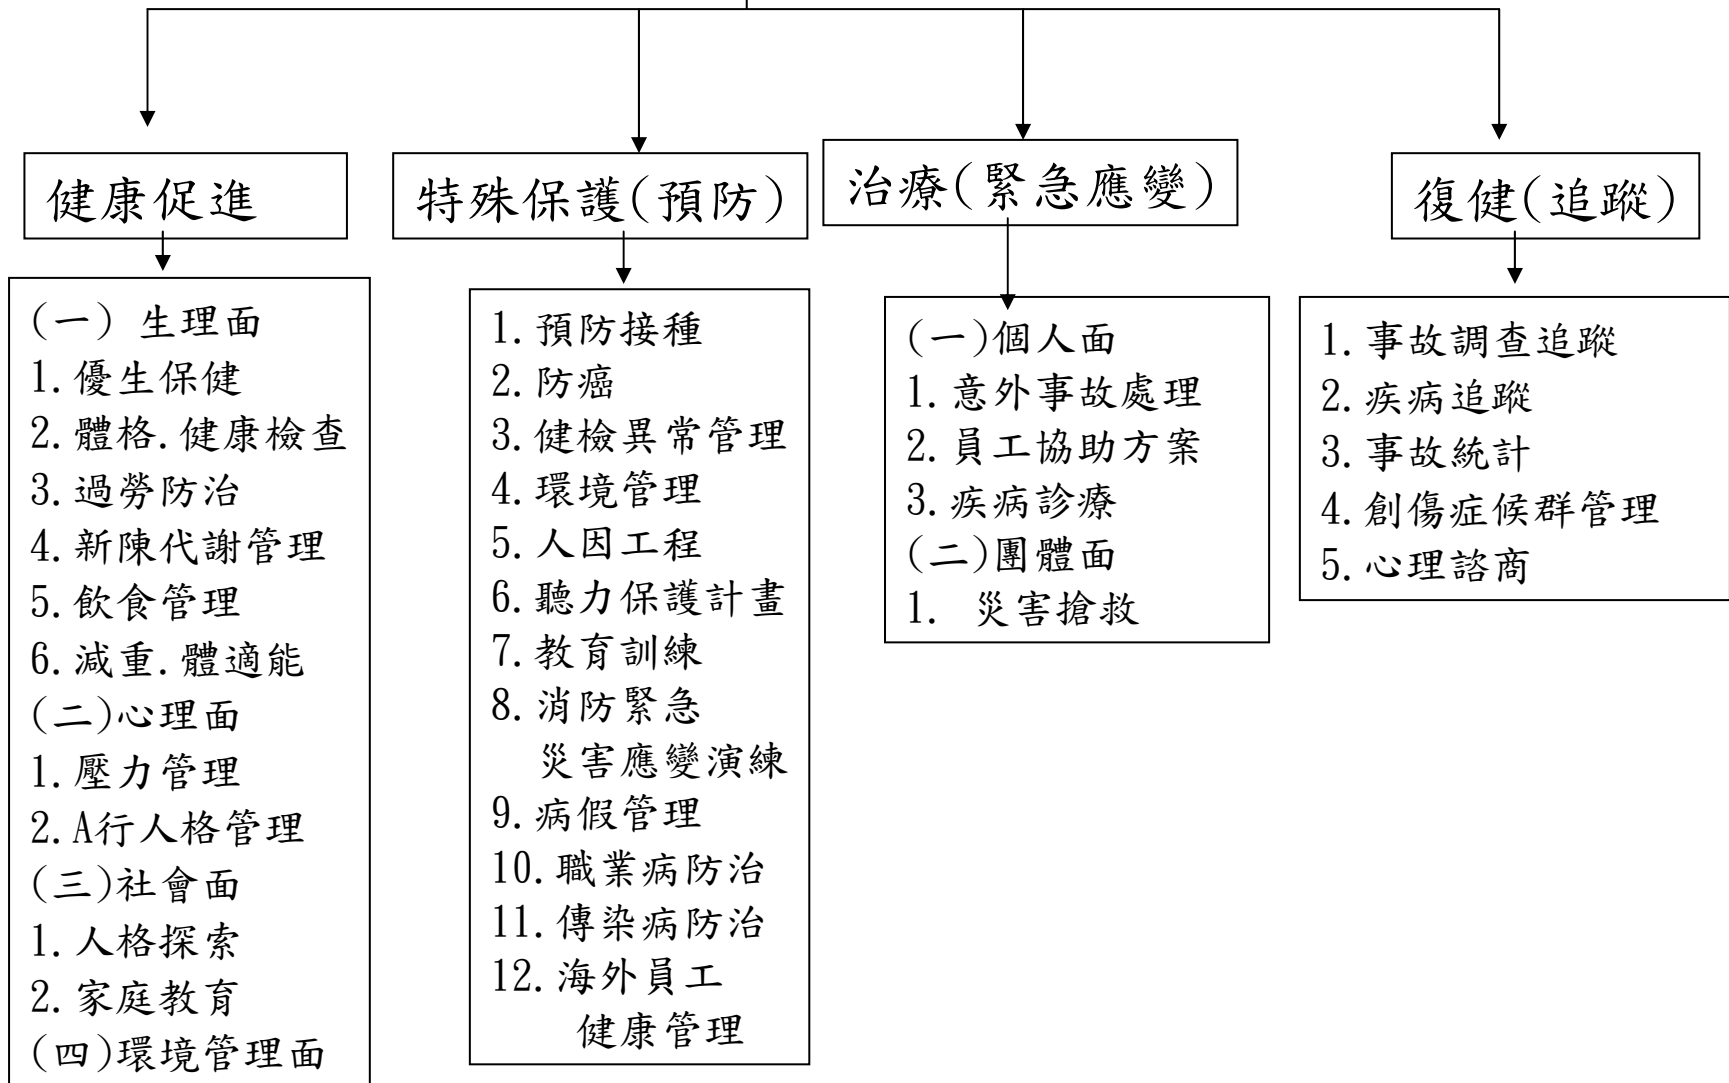 健康促進
(一) 生理面
1.優生保健
2.體格.健康檢查
3.過勞防治
4.新陳代謝管理
5.飲食管理
6.減重.體適能
(二)心理面
1.壓力管理
2.A行人格管理
(三)社會面
1.人格探索
2.家庭教育
(四)環境管理面
特殊保護(預防)
1.預防接種
2.防癌
3.健檢異常管理
4.環境管理
5.人因工程
6.聽力保護計畫
7.教育訓練
8.消防緊急
災害應變演練
9.病假管理
10.職業病防治
11.傳染病防治
12.海外員工
健康管理
治療(緊急應變)
(一)個人面
1.意外事故處理
2.員工協助方案
3.疾病診療
(二)團體面
1. 災害搶救
復健(追蹤)
1.事故調查追蹤
2.疾病追蹤
3.事故統計
4.創傷症候群管理
5.心理諮商